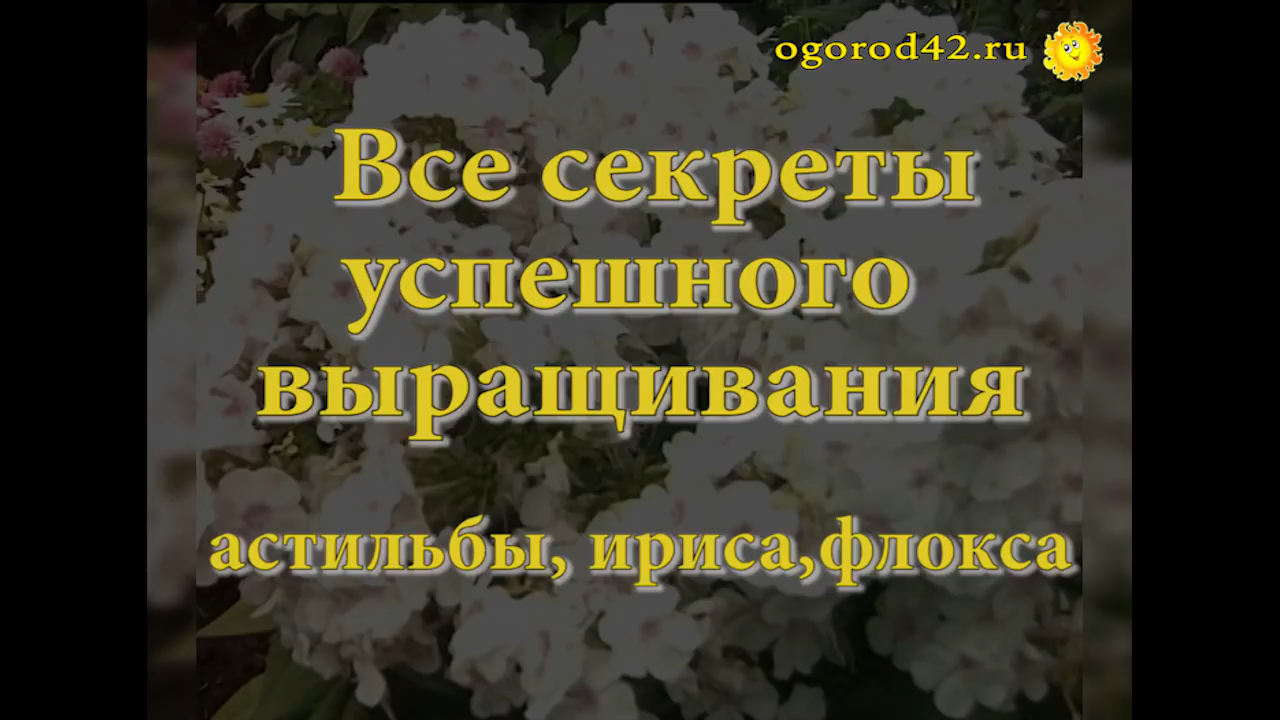 ogorod42.ru
Все секреты
успешного
выращивания
астильбы, ириса,флокса